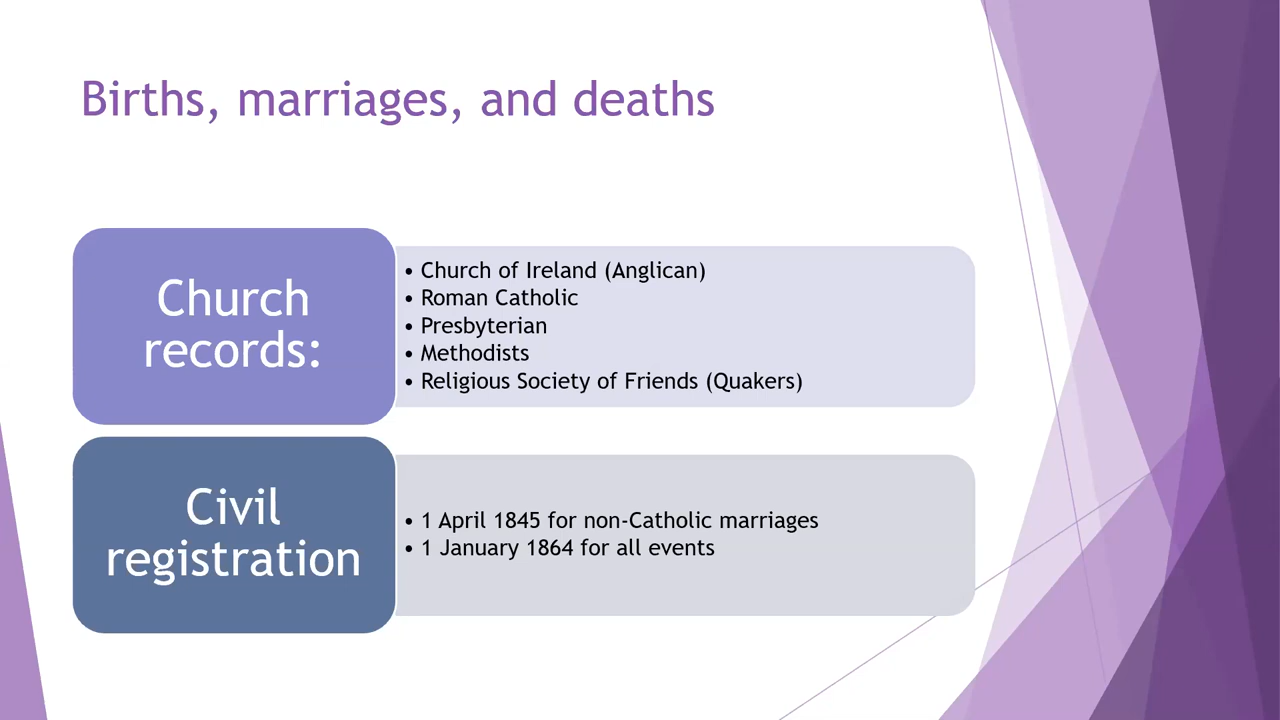 Births, marriages, and deaths
Church
records:
• Church of Ireland (Anglican)
• Roman Catholic
• Presbyterian
• Methodists
• Religious Society of Friends (Quakers)
Civil
registration
• 1 April 1845 for non-Catholic marriages
• 1 January 1864 for all events